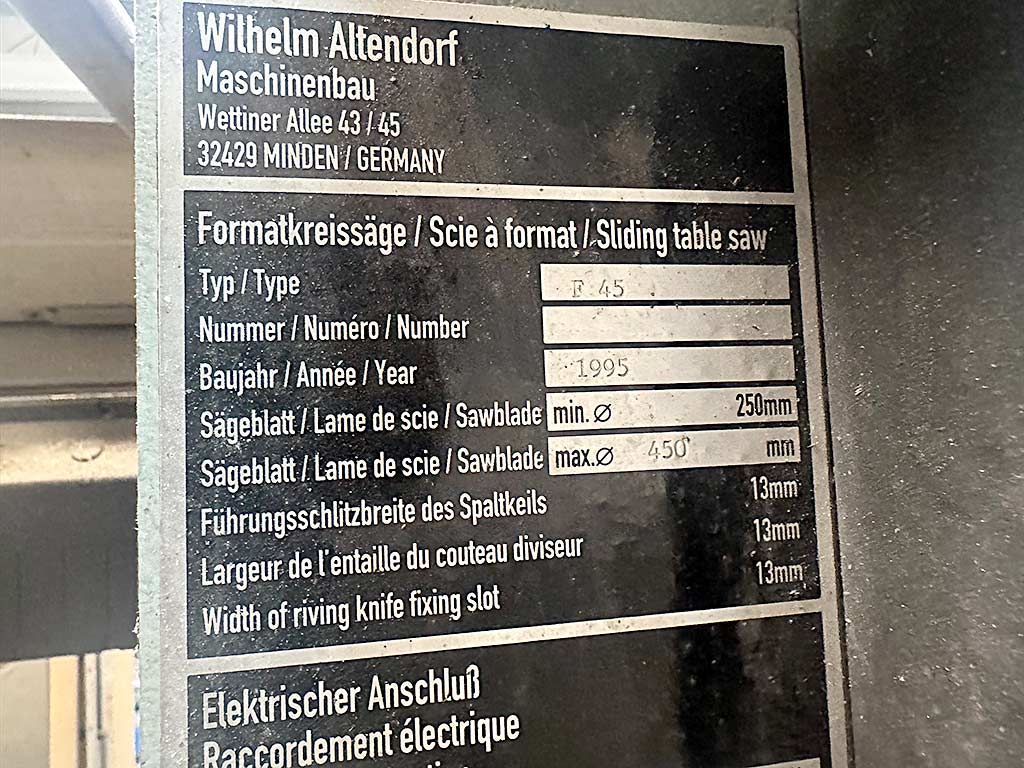 Wilhelm Altendorf
Maschinenbau
Wettiner Allee 43 / 45
32429 MINDEN / GERMANY
Formatkreissäge / Scie à format / Sliding table saw
Typ / Type F 45
Nummer / Numéro / Number
Baujahr / Année / Year 1995
Sägeblatt / Lame de scie / Sawblade min. ⌀ 250mm
Sägeblatt / Lame de scie / Sawblade max.⌀ 450 mm
Führungsschlitzbreite des Spaltkeils 13mm
Largeur de l'entaille du couteau diviseur 13mm
Width of riving knife fixing slot 13mm
Elektrischer Anschluß
Raccordement électrique